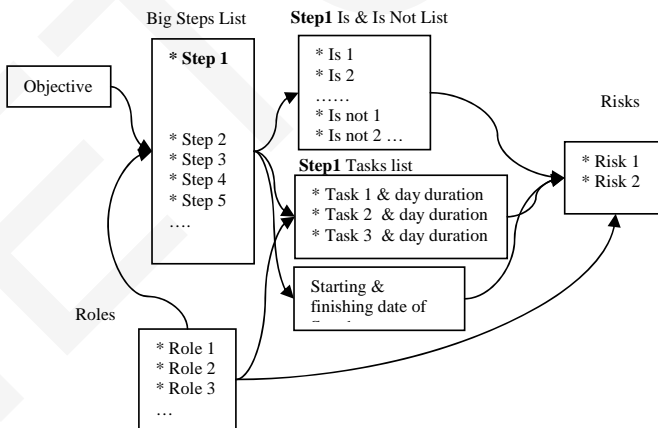 Big Steps List
Step1 Is & Is Not List
* Step 1
* Is 1
* Is 2
……
* Is not 1
* Is not 2 …
Objective
Risks
* Step 2
* Step 3
* Step 4
* Step 5
….
Step1 Tasks list
* Risk 1
* Risk 2
* Task 1 & day duration
* Task 2 & day duration
* Task 3 & day duration
Starting &
finishing date of
Roles
* Role 1
* Role 2
* Role 3
…